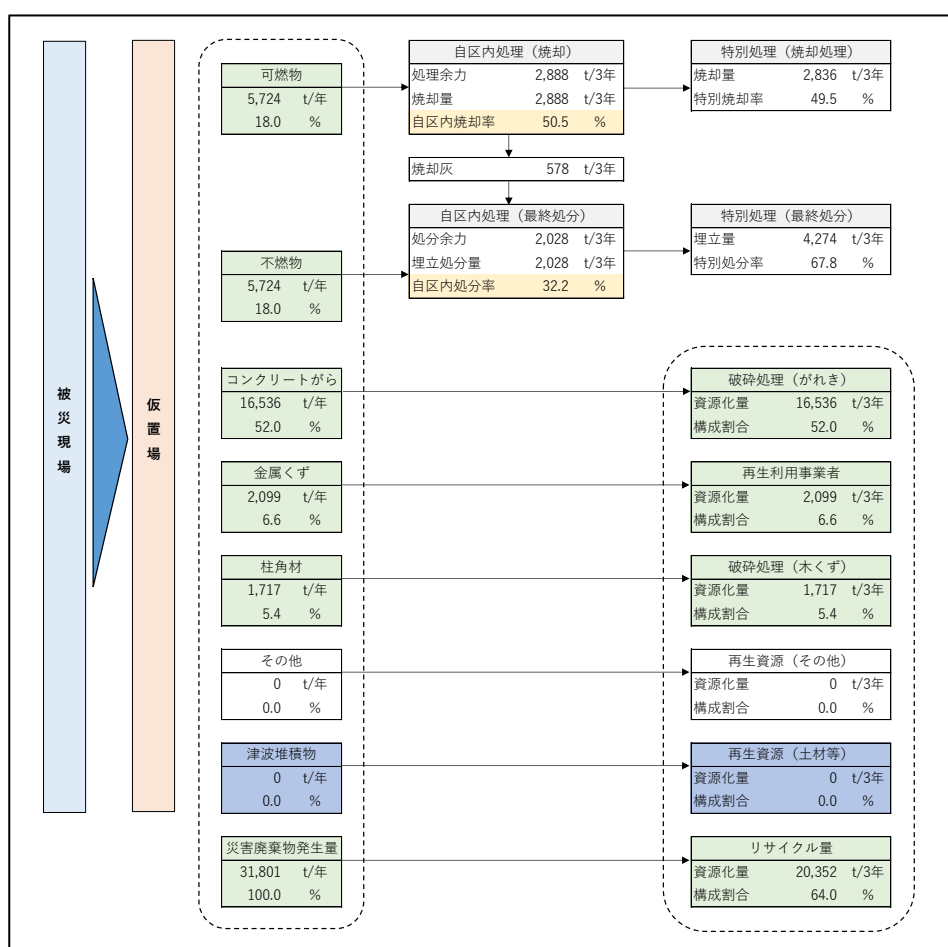 被災現場
仮置場
可燃物
5,724 t/年
18.0 %
自区内処理（焼却）
処理余力 2,888 t/3年
焼却量 2,888 t/3年
自区内焼却率 50.5 %
特別処理（焼却処理）
焼却量 2,836 t/3年
特別焼却率 49.5 %
焼却灰 578 t/3年
不燃物
5,724 t/年
18.0 %
自区内処理（最終処分）
処分余力 2,028 t/3年
埋立処分量 2,028 t/3年
自区内処分率 32.2 %
特別処理（最終処分）
埋立量 4,274 t/3年
特別処分率 67.8 %
コンクリートがら
16,536 t/年
52.0 %
破砕処理（がれき）
資源化量 16,536 t/3年
構成割合 52.0 %
金属くず
2,099 t/年
6.6 %
再生利用事業者
資源化量 2,099 t/3年
構成割合 6.6 %
柱角材
1,717 t/年
5.4 %
破砕処理（木くず）
資源化量 1,717 t/3年
構成割合 5.4 %
その他
0 t/年
0.0 %
再生資源（その他）
資源化量 0 t/3年
構成割合 0.0 %
津波堆積物
0 t/年
0.0 %
再生資源（土材等）
資源化量 0 t/3年
構成割合 0.0 %
災害廃棄物発生量
31,801 t/年
100.0 %
リサイクル量
資源化量 20,352 t/3年
構成割合 64.0 %